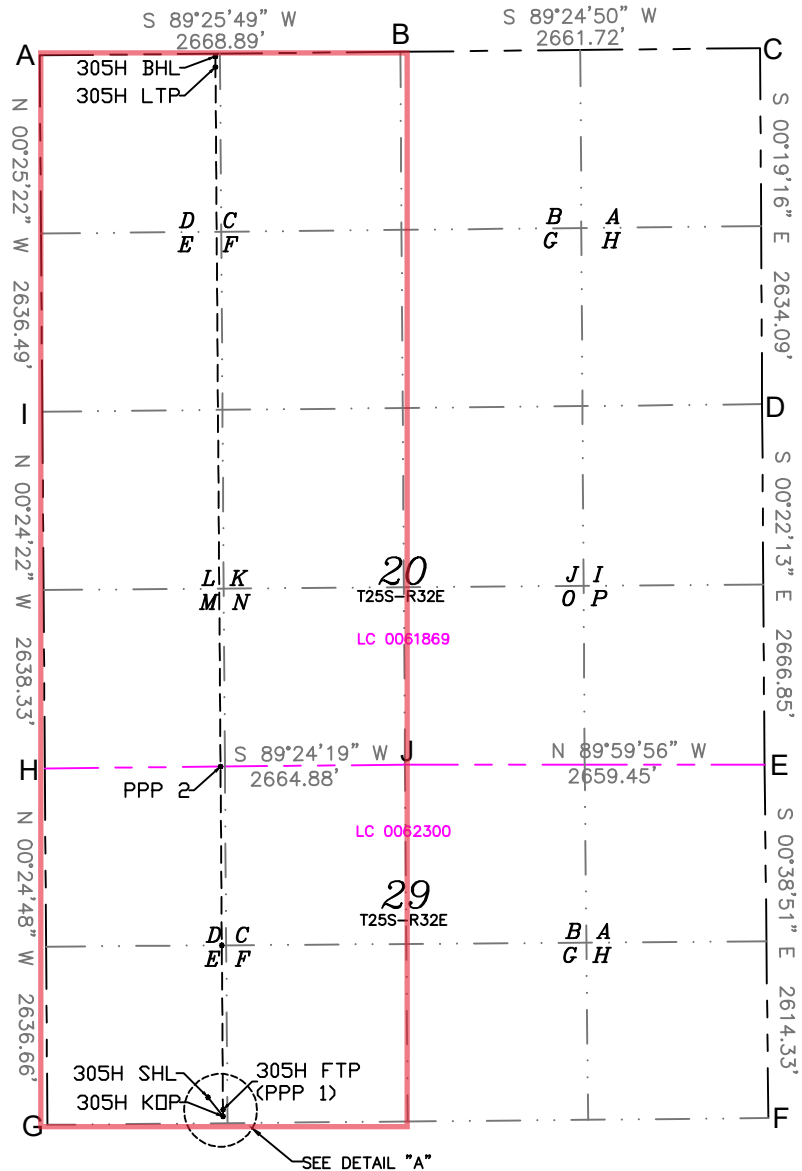 S 89°25'49" W
2668.89'
S 89°24'50" W
2661.72'
A
B
C
305H BHL
305H LTP
N 00°25'22" W 2636.49'
S 00°19'16" E 2634.09'
D C
E F
B A
G H
I
D
N 00°24'22" W 2638.33'
S 00°22'13" E 2666.85'
L K
M N
20
T25S-R32E
J I
O P
LC 0061869
H
S 89°24'19" W
2664.88'
J
N 89°59'56" W
2659.45'
E
PPP 2
LC 0062300
N 00°24'48" W 2636.66'
S 00°38'51" E 2614.33'
29
T25S-R32E
D C
E F
B A
G H
305H SHL
305H KOP
305H FTP
(PPP 1)
G
F
SEE DETAIL "A"